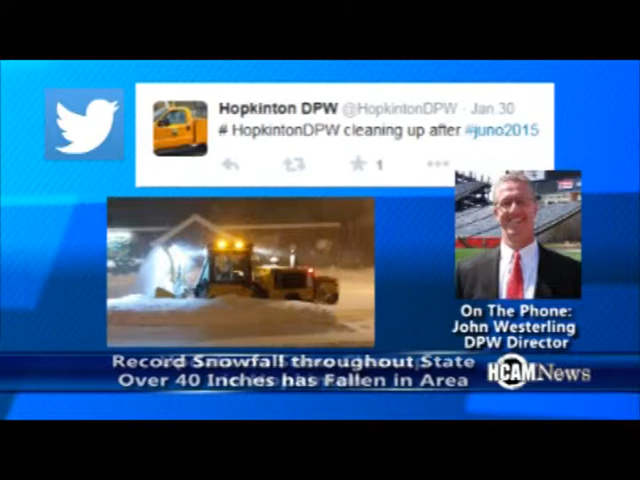 Hopkinton DPW @HopkintonDPW · Jan 30
# HopkintonDPW cleaning up after #juno2015
1
On The Phone:
John Westerling
DPW Director
Record Snowfall throughout State
Over 40 Inches has Fallen in Area
HCAM News